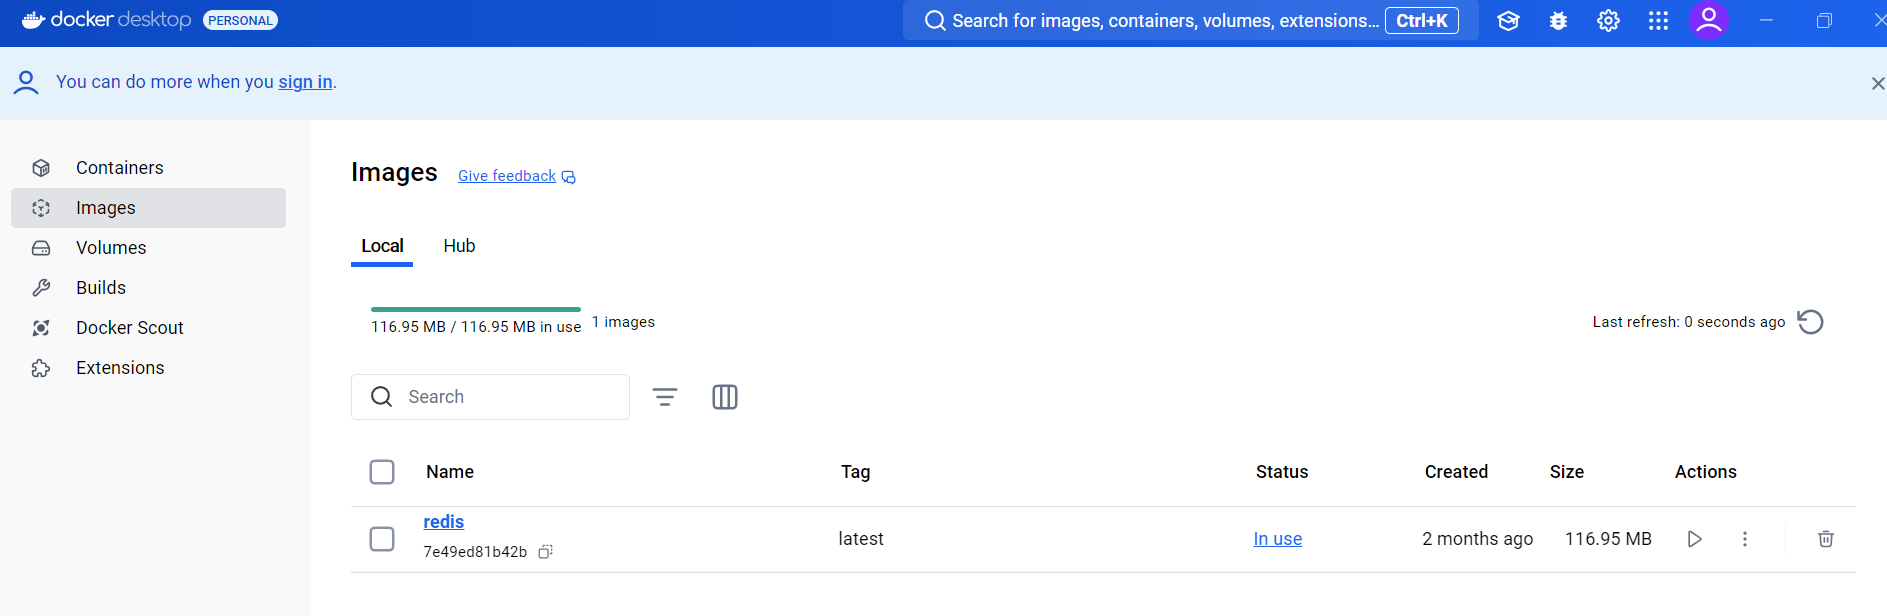 docker desktop PERSONAL
Search for images, containers, volumes, extensions... Ctrl+K
You can do more when you sign in.
Containers
Images
Volumes
Builds
Docker Scout
Extensions
Images Give feedback
Local Hub
116.95 MB / 116.95 MB in use 1 images
Last refresh: 0 seconds ago
Search
Name Tag Status Created Size Actions
redis
7e49ed81b42b
latest In use 2 months ago 116.95 MB